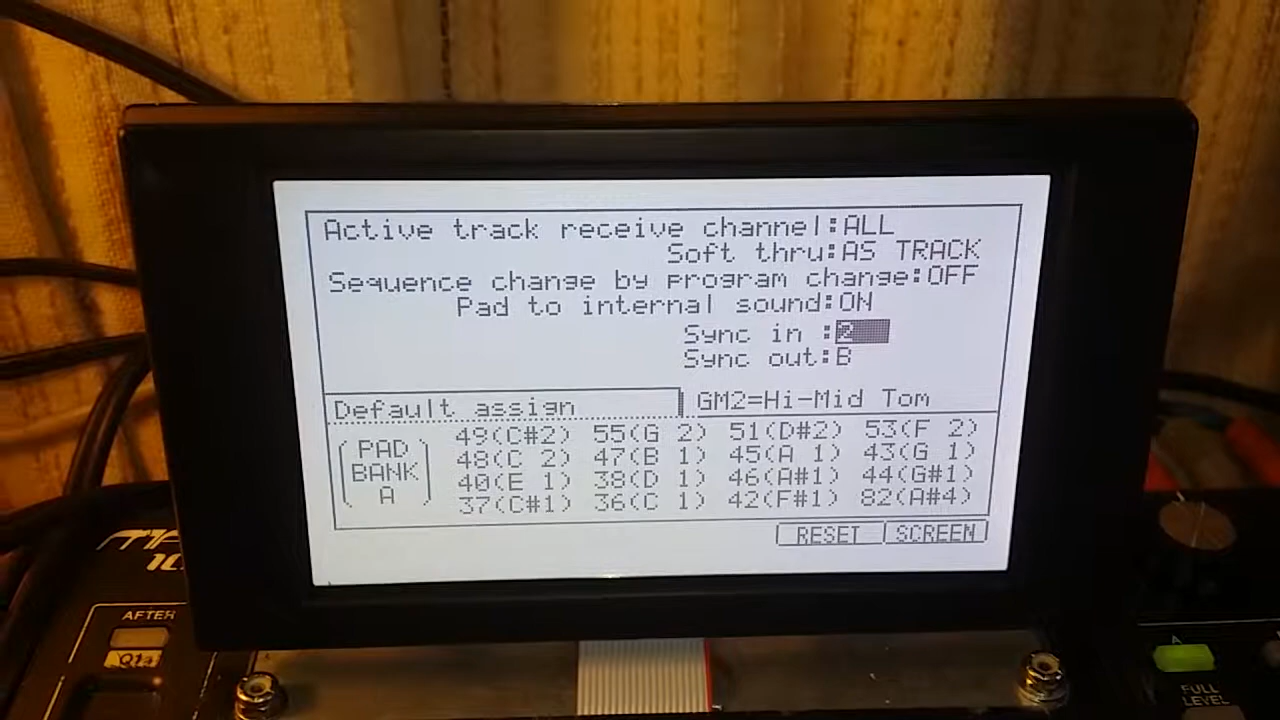 Active track receive channel:ALL
Soft thru:AS TRACK
Sequence change by program change:OFF
Pad to internal sound:ON
Sync in :2
Sync out:B
Default assign
GM2=Hi-Mid Tom
PAD BANK A
49(C#2) 55(G 2) 51(D#2) 53(F 2)
48(C 2) 47(B 1) 45(A 1) 43(G 1)
40(E 1) 38(D 1) 46(A#1) 44(G#1)
37(C#1) 36(C 1) 42(F#1) 82(A#4)
RESET SCREEN
AFTER
A
FULL
LEVEL